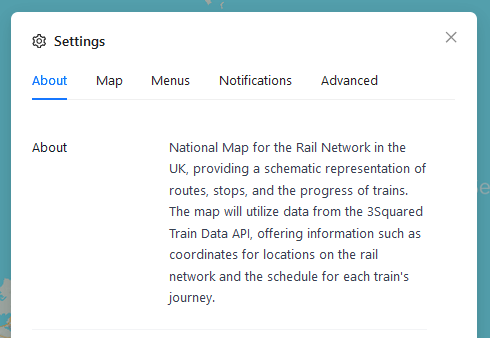 Settings
About Map Menus Notifications Advanced
About
National Map for the Rail Network in the
UK, providing a schematic representation of
routes, stops, and the progress of trains.
The map will utilize data from the 3Squared
Train Data API, offering information such as
coordinates for locations on the rail
network and the schedule for each train's
journey.